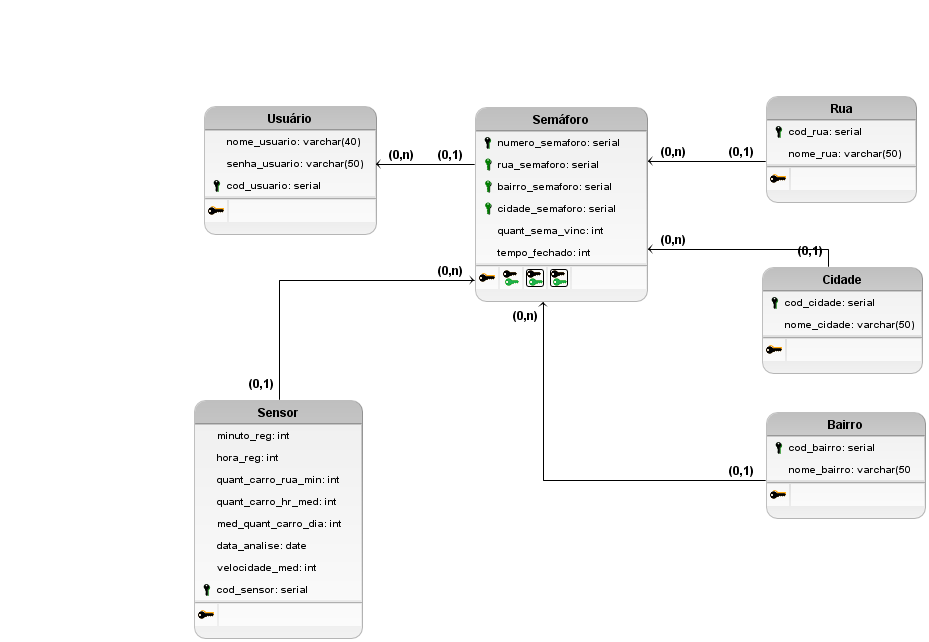 Usuário
nome_usuario: varchar(40)
senha_usuario: varchar(50)
cod_usuario: serial
(0,n)
(0,1)
Semáforo
numero_semaforo: serial
rua_semaforo: serial
bairro_semaforo: serial
cidade_semaforo: serial
quant_sema_vinc: int
tempo_fechado: int
(0,n)
(0,1)
Rua
cod_rua: serial
nome_rua: varchar(50)
(0,n)
(0,1)
Cidade
cod_cidade: serial
nome_cidade: varchar(50)
(0,n)
(0,n)
(0,1)
Sensor
minuto_reg: int
hora_reg: int
quant_carro_rua_min: int
quant_carro_hr_med: int
med_quant_carro_dia: int
data_analise: date
velocidade_med: int
cod_sensor: serial
(0,1)
Bairro
cod_bairro: serial
nome_bairro: varchar(50